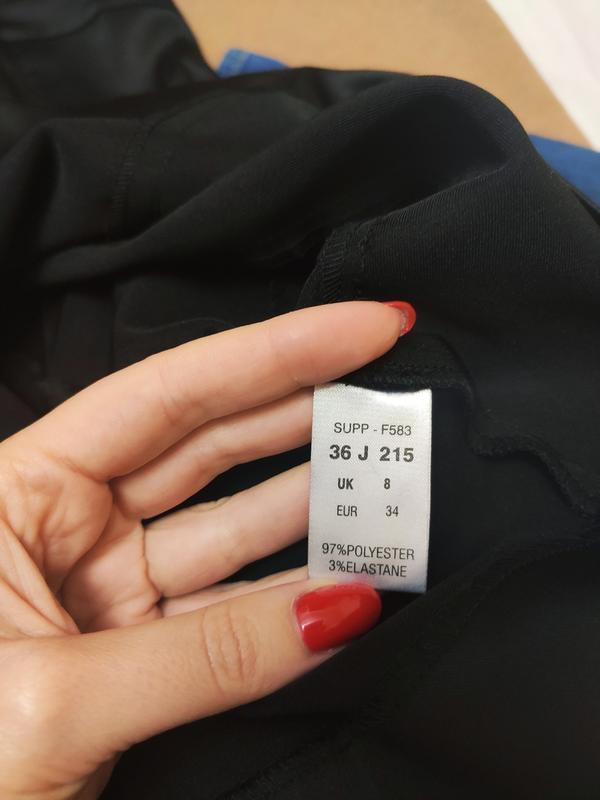 SUPP - F583
36 J 215
UK 8
EUR 34
97%POLYESTER
3%ELASTANE